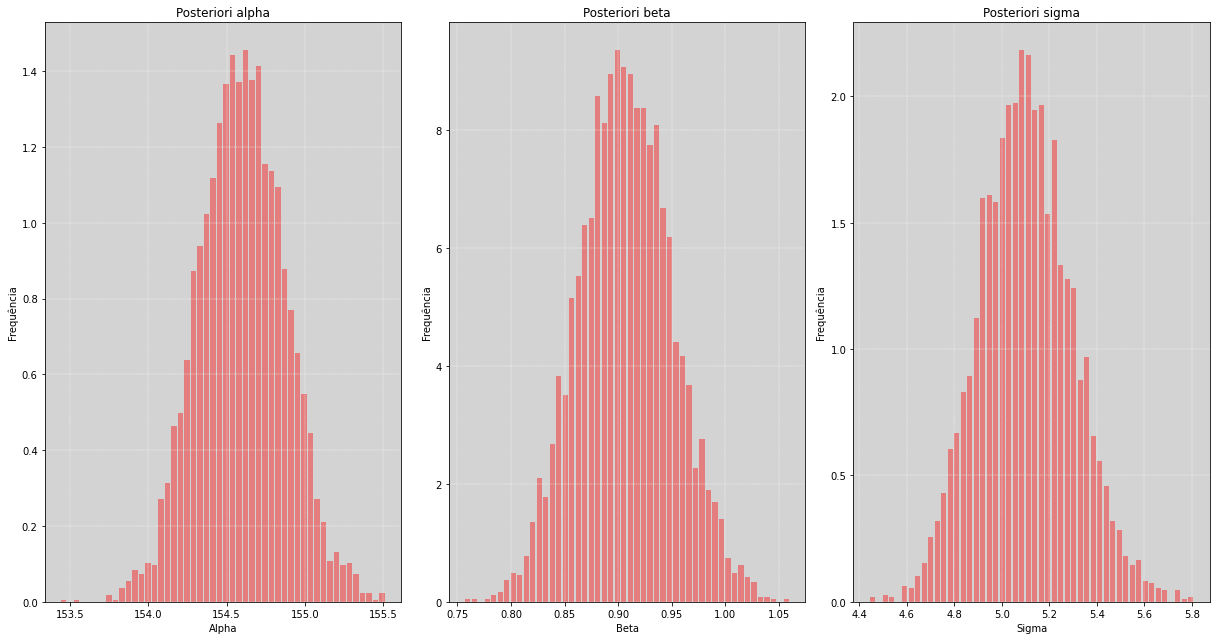 Posteriori alpha
Frequência
1.4
1.2
1.0
0.8
0.6
0.4
0.2
0.0
153.5 154.0 154.5 155.0 155.5
Alpha
Posteriori beta
Frequência
8
6
4
2
0
0.75 0.80 0.85 0.90 0.95 1.00 1.05
Beta
Posteriori sigma
Frequência
2.0
1.5
1.0
0.5
0.0
4.4 4.6 4.8 5.0 5.2 5.4 5.6 5.8
Sigma